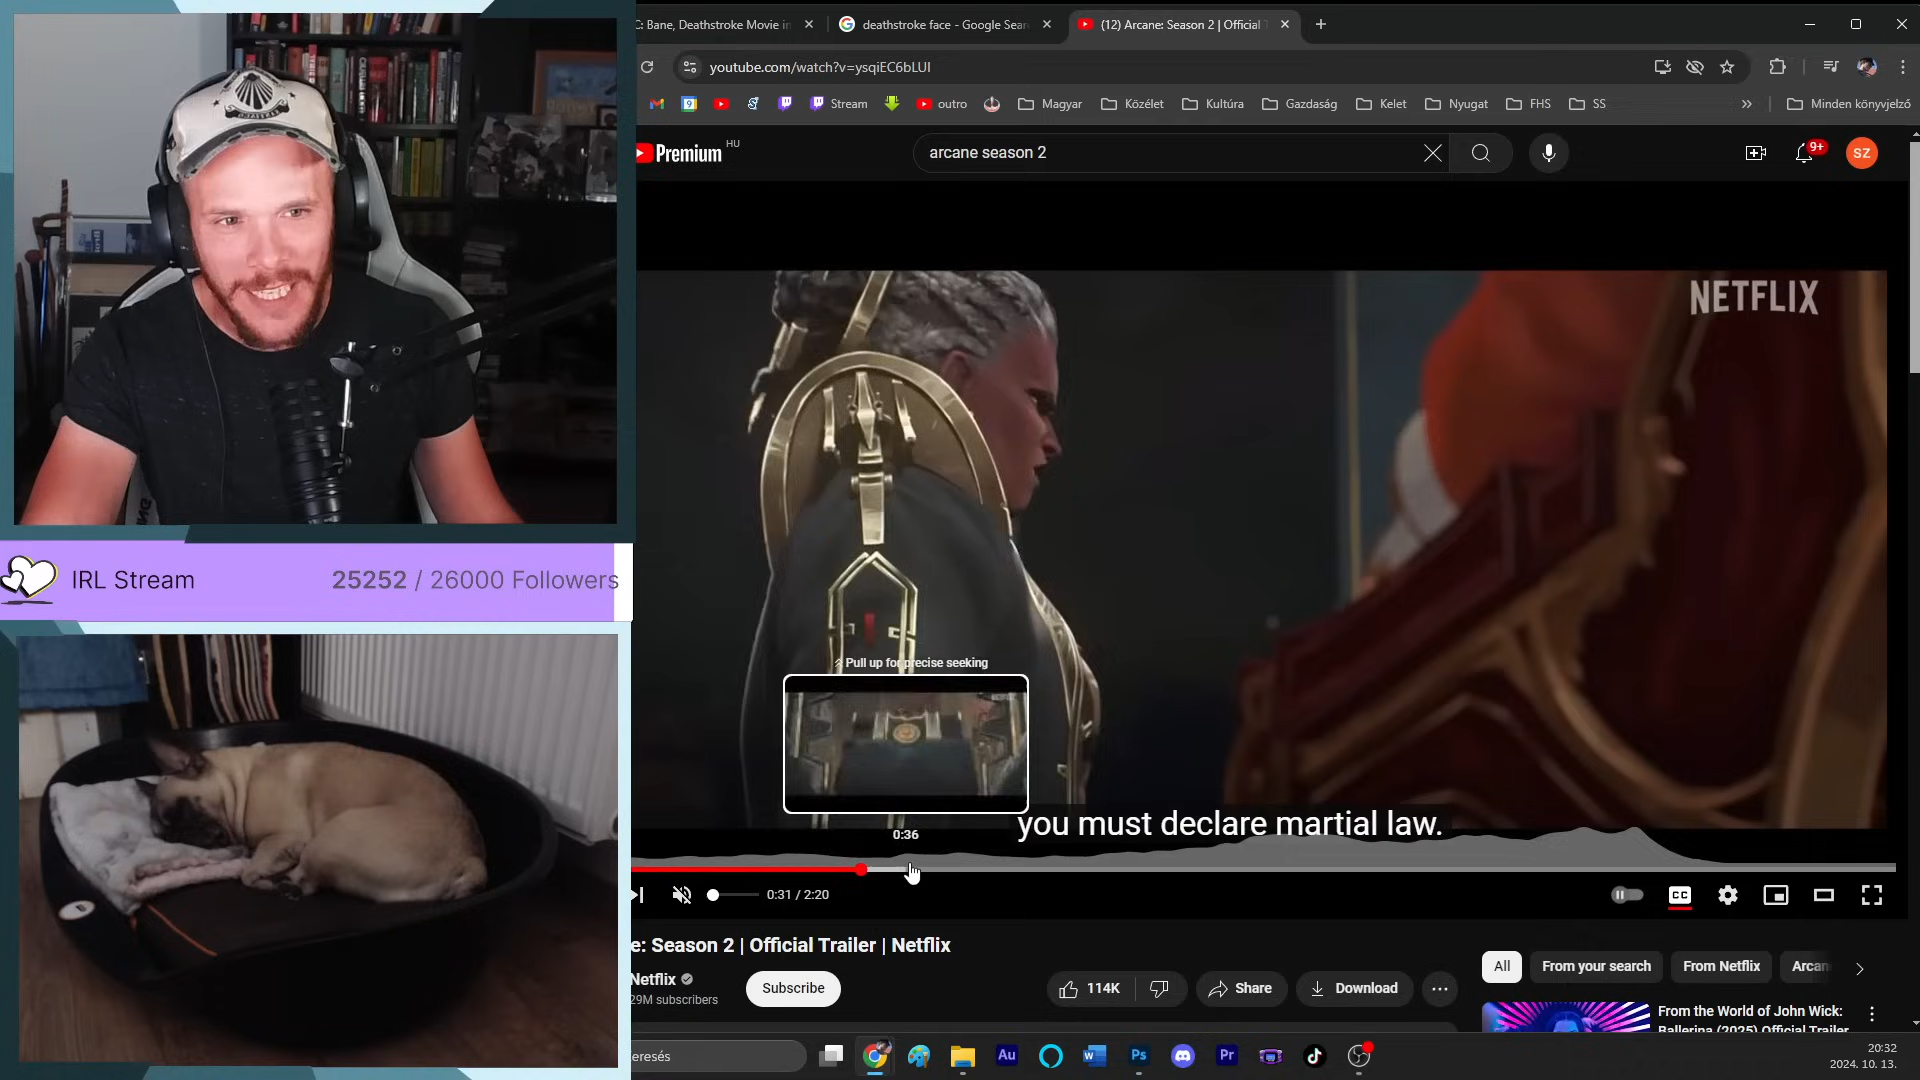 C: Bane, Deathstroke Movie in
deathstroke face - Google Sear
(12) Arcane: Season 2 | Official T
youtube.com/watch?v=ysqiEC6bLUI
Stream
outro
Magyar
Közélet
Kultúra
Gazdaság
Kelet
Nyugat
FHS
SS
Minden könyvjelző
Premium HU
arcane season 2
9+
SZ
NETFLIX
IRL Stream
25252 / 26000 Followers
Pull up for precise seeking
0:36
you must declare martial law.
0:31 / 2:20
CC
e: Season 2 | Official Trailer | Netflix
Netflix
29M subscribers
Subscribe
114K
Share
Download
All
From your search
From Netflix
Arcan
From the World of John Wick:
Ballerina (2025) Official Trailer
eresés
Au
W
Ps
Pr
20:32
2024. 10. 13.